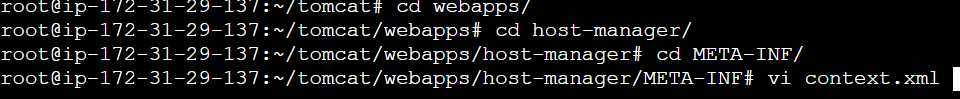 root@ip-172-31-29-137:~/tomcat# cd webapps/
root@ip-172-31-29-137:~/tomcat/webapps# cd host-manager/
root@ip-172-31-29-137:~/tomcat/webapps/host-manager# cd META-INF/
root@ip-172-31-29-137:~/tomcat/webapps/host-manager/META-INF# vi context.xml